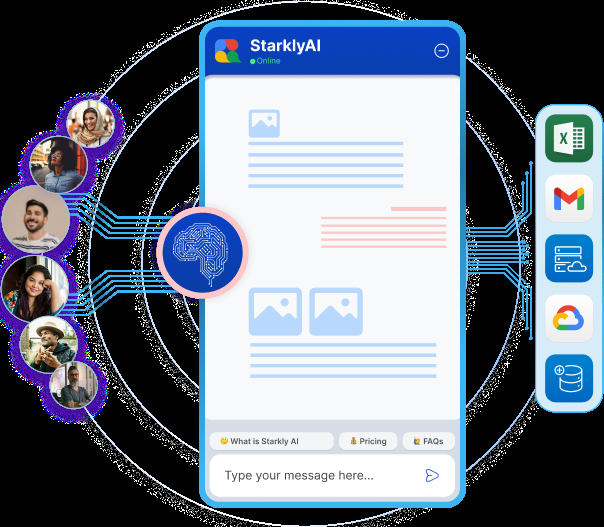 StarklyAI
Online
X
What is Starkly AI
Pricing
FAQs
Type your message here...